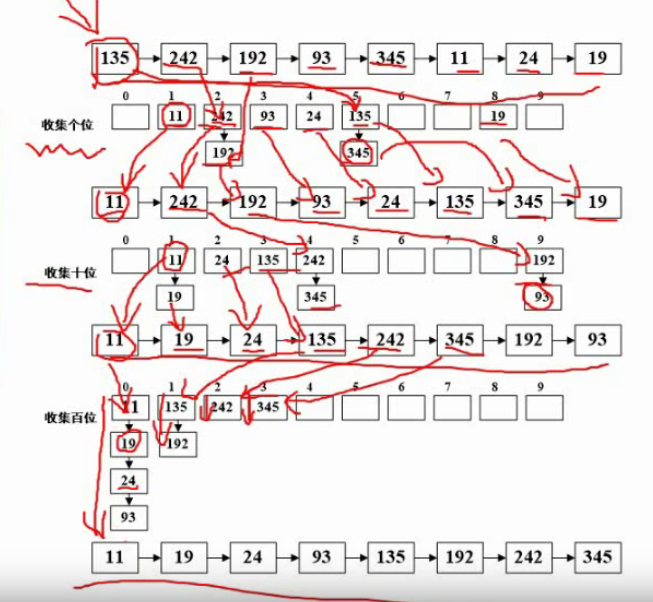 135 242 192 93 345 11 24 19
0 1 2 3 4 5 6 7 8 9
收集个位 11 242 93 24 135 19
192 345
11 242 192 93 24 135 345 19
0 1 2 3 4 5 6 7 8 9
收集十位 11 24 135 242 192
19 345 93
11 19 24 135 242 345 192 93
0 1 2 3 4 5 6 7 8 9
收集百位 11 135 242 345
19 192
24
93
11 19 24 93 135 192 242 345